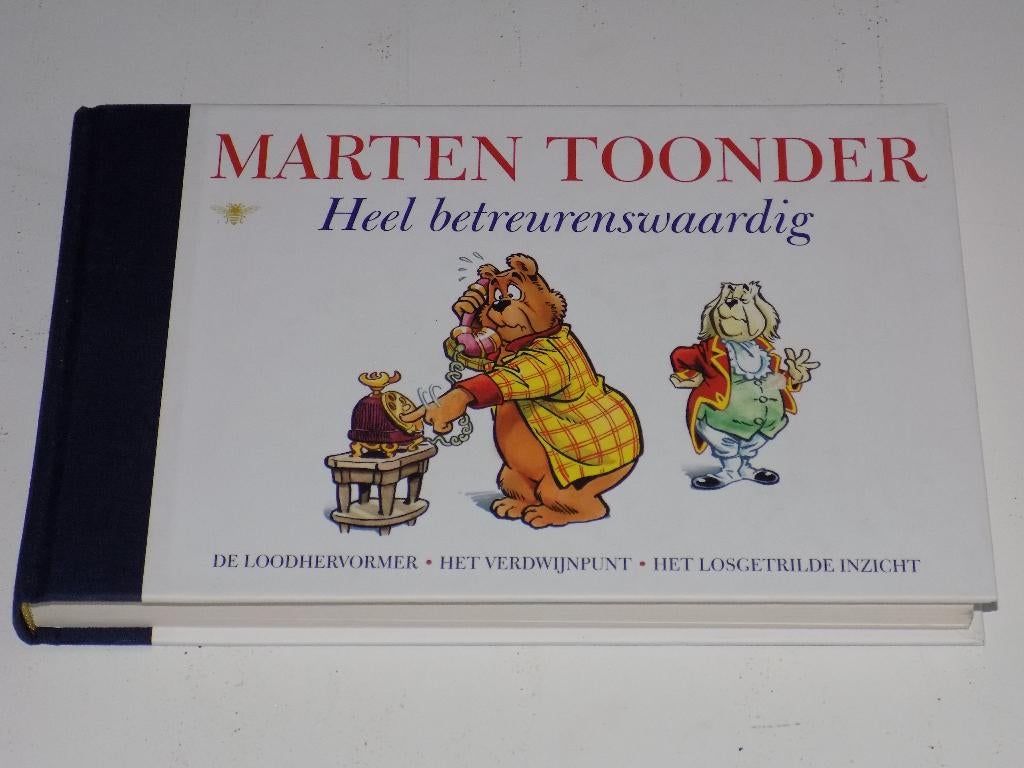 MARTEN TOONDER
Heel betreurenswaardig
DE LOODHERVORMER • HET VERDWIJNPUNT • HET LOSGETRILDE INZICHT